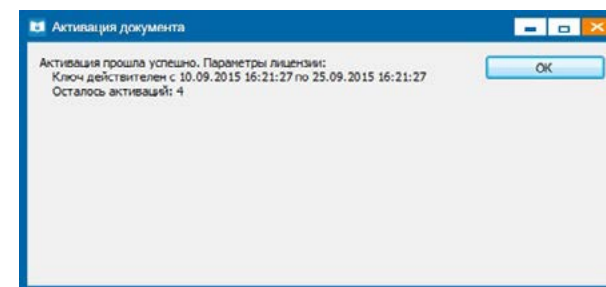 Активация документа
Активация прошла успешно. Параметры лицензии:
Ключ действителен с 10.09.2015 16:21:27 по 25.09.2015 16:21:27
Осталось активаций: 4
OK